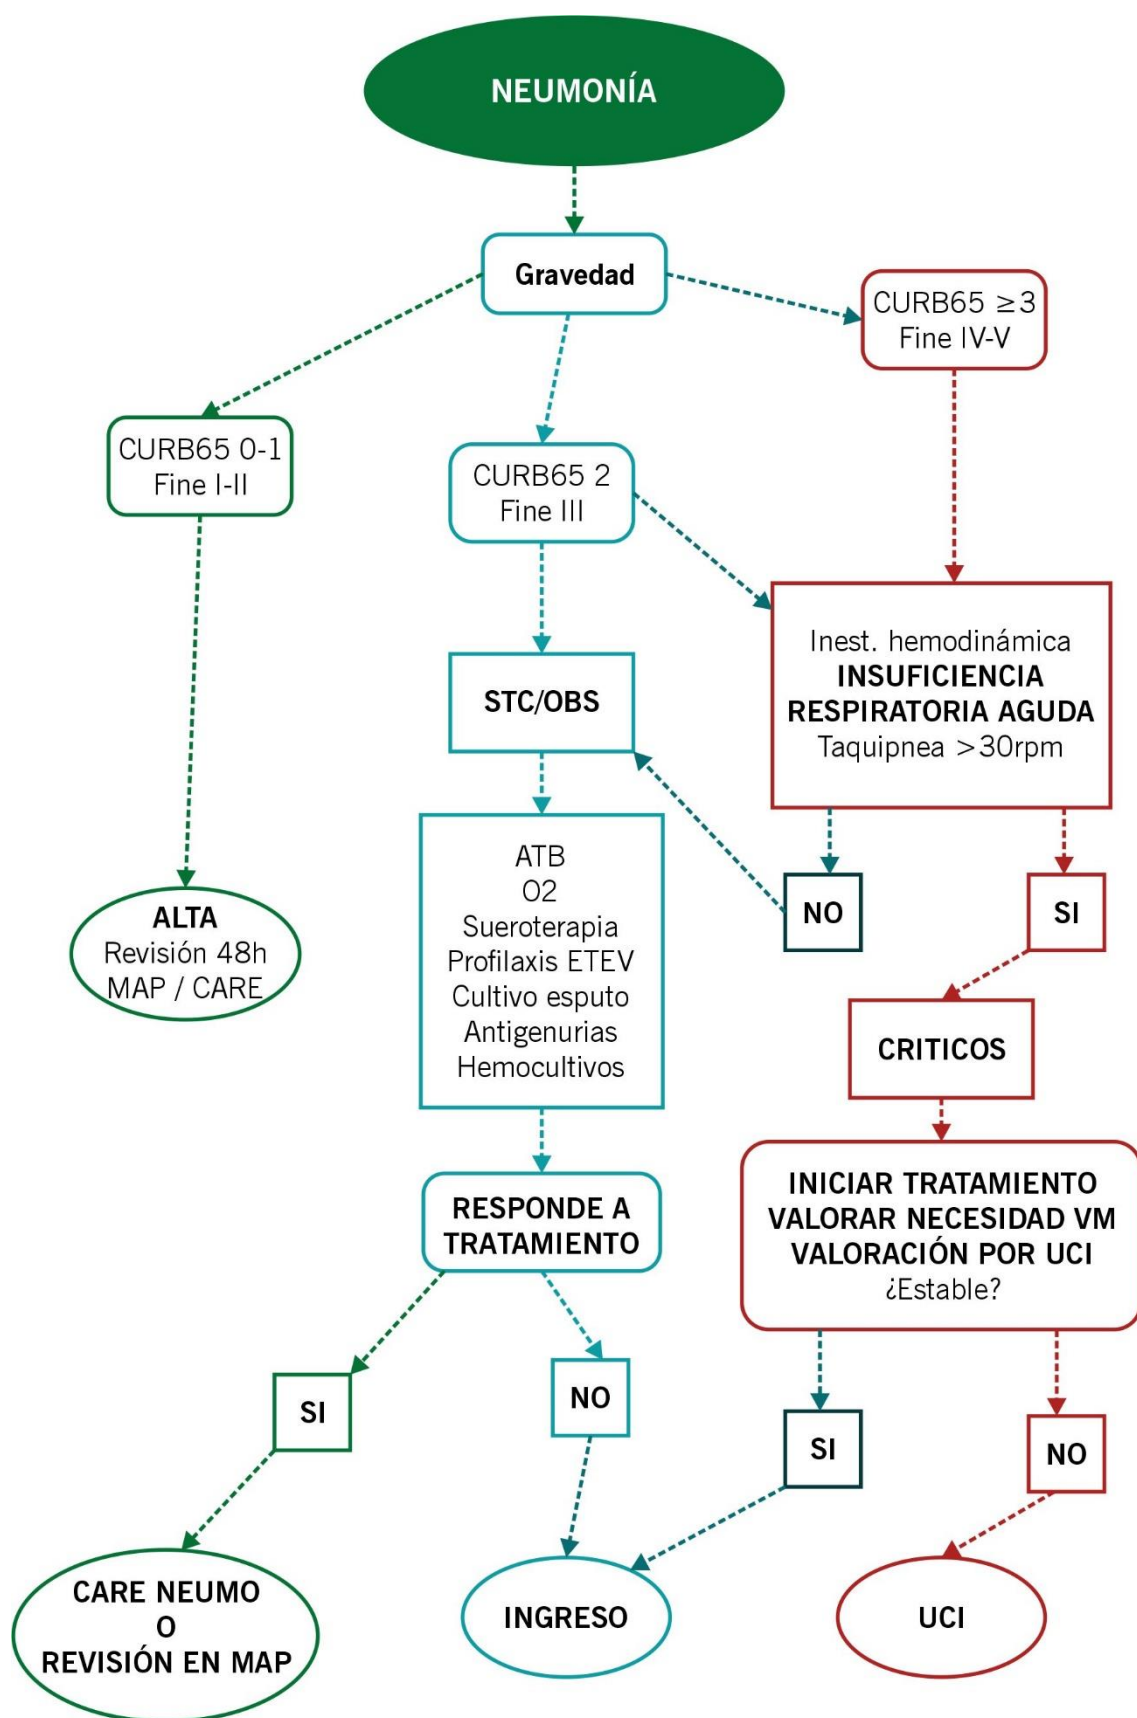 NEUMONÍA
Gravedad
CURB65 ≥3
Fine IV-V
CURB65 0-1
Fine I-II
CURB65 2
Fine III
Inest. hemodinámica
INSUFICIENCIA
RESPIRATORIA AGUDA
Taquipnea >30rpm
STC/OBS
ATB
O2
Sueroterapia
Profilaxis ETEV
Cultivo esputo
Antigenurias
Hemocultivos
NO
SI
ALTA
Revisión 48h
MAP / CARE
CRITICOS
RESPONDE A
TRATAMIENTO
INICIAR TRATAMIENTO
VALORAR NECESIDAD VM
VALORACIÓN POR UCI
¿Estable?
SI
NO
SI
NO
CARE NEUMO
O
REVISIÓN EN MAP
INGRESO
UCI